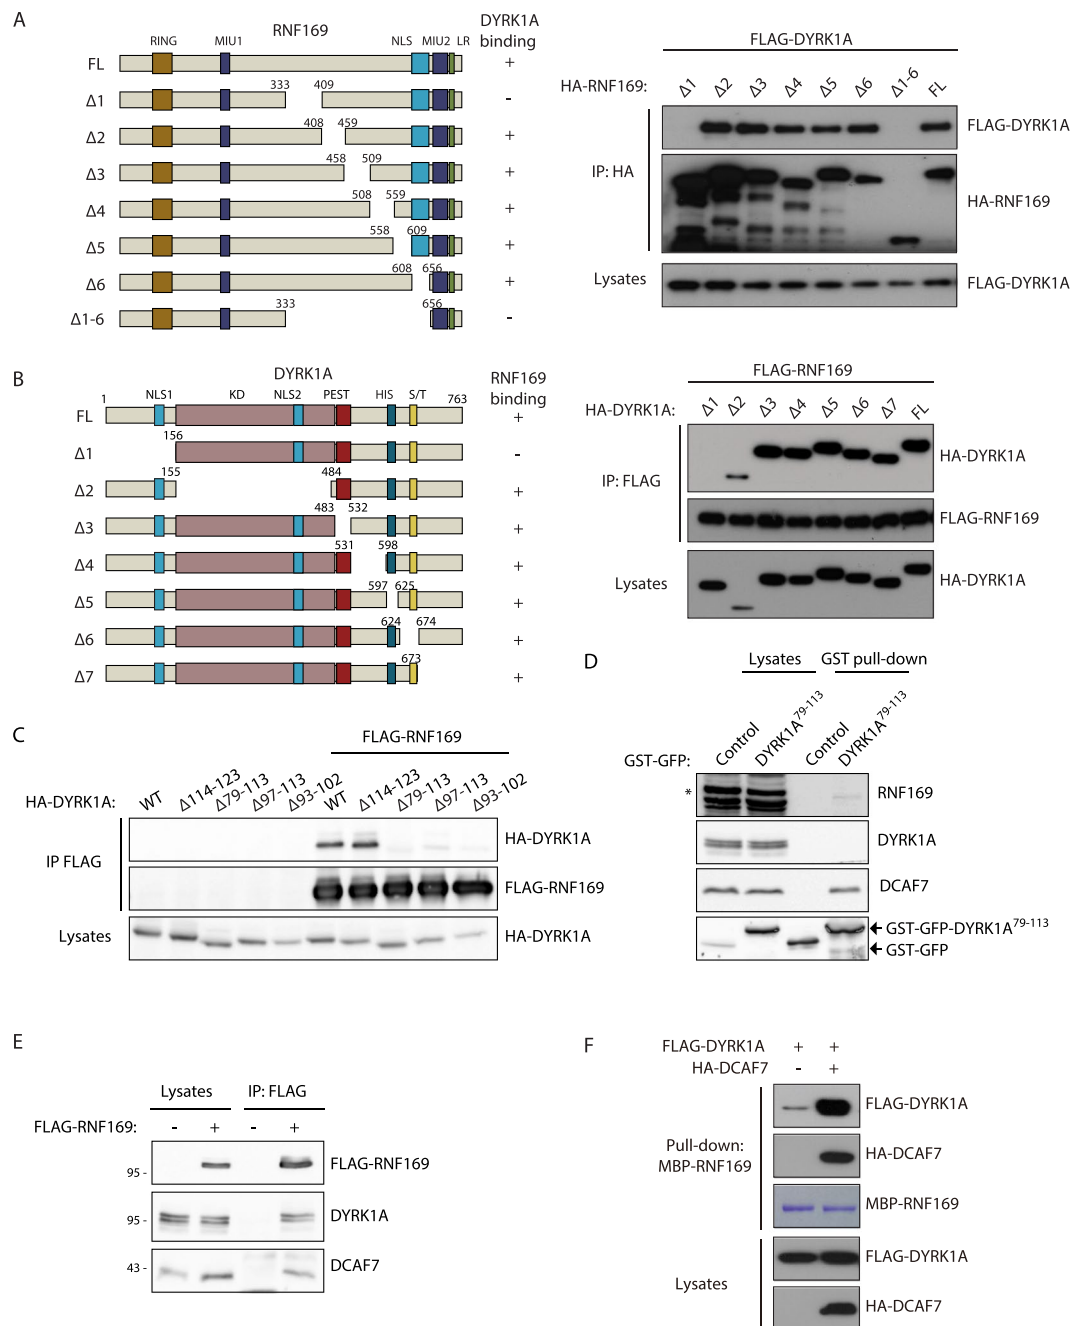 A
RNF169
DYRK1A
binding
RING
MIU1
NLS
MIU2
LR
FL
+
Δ1
333
409
-
Δ2
408
459
+
Δ3
458
509
+
Δ4
508
559
+
Δ5
558
609
+
Δ6
608
656
+
Δ1-6
333
656
-
FLAG-DYRK1A
HA-RNF169:
Δ1
Δ2
Δ3
Δ4
Δ5
Δ6
Δ1-6
FL
IP: HA
FLAG-DYRK1A
HA-RNF169
Lysates
FLAG-DYRK1A
B
DYRK1A
RNF169
binding
1
NLS1
KD
NLS2
PEST
HIS
S/T
763
FL
+
Δ1
156
-
Δ2
155
484
+
Δ3
483
532
+
Δ4
531
598
+
Δ5
597
625
+
Δ6
624
674
+
Δ7
673
+
FLAG-RNF169
HA-DYRK1A:
Δ1
Δ2
Δ3
Δ4
Δ5
Δ6
Δ7
FL
IP: FLAG
HA-DYRK1A
FLAG-RNF169
Lysates
HA-DYRK1A
C
FLAG-RNF169
HA-DYRK1A:
WT
Δ114-123
Δ79-113
Δ97-113
Δ93-102
WT
Δ114-123
Δ79-113
Δ97-113
Δ93-102
IP FLAG
HA-DYRK1A
FLAG-RNF169
Lysates
HA-DYRK1A
D
Lysates
GST pull-down
GST-GFP:
Control
DYRK1A79-113
Control
DYRK1A79-113
*
RNF169
DYRK1A
DCAF7
GST-GFP-DYRK1A79-113
GST-GFP
E
Lysates
IP: FLAG
FLAG-RNF169:
-
+
-
+
95 -
FLAG-RNF169
95 -
DYRK1A
43 -
DCAF7
F
FLAG-DYRK1A
+
+
HA-DCAF7
-
+
Pull-down:
MBP-RNF169
FLAG-DYRK1A
HA-DCAF7
MBP-RNF169
Lysates
FLAG-DYRK1A
HA-DCAF7